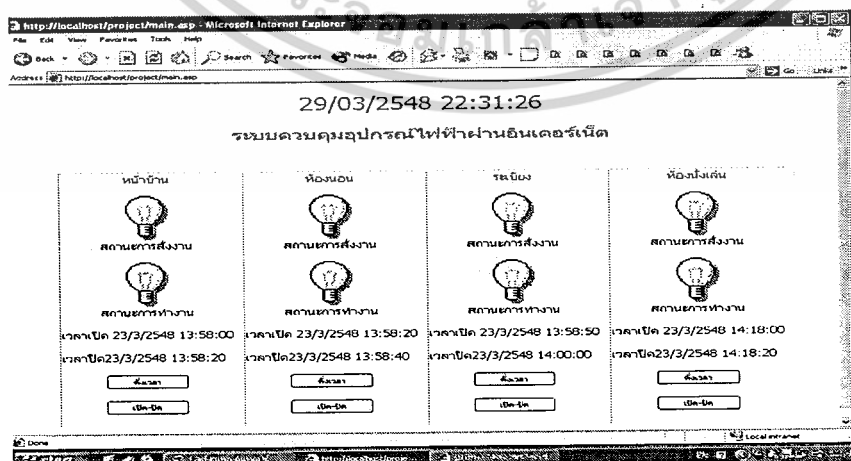 http://localhost/project/main.asp - Microsoft Internet Explorer
File Edit View Favorites Tools Help
Back Search Favorites Media
Address http://localhost/project/main.asp Go Links
29/03/2548 22:31:26
ระบบควบคุมอุปกรณ์ไฟฟ้าผ่านอินเตอร์เน็ต
หน้าบ้าน ห้องนอน ระเบียง ห้องนั่งเล่น
สถานะการสั่งงาน สถานะการสั่งงาน สถานะการสั่งงาน สถานะการสั่งงาน
สถานะการทำงาน สถานะการทำงาน สถานะการทำงาน สถานะการทำงาน
เวลาเปิด 23/3/2548 13:58:00 เวลาเปิด 23/3/2548 13:58:20 เวลาเปิด 23/3/2548 13:58:50 เวลาเปิด 23/3/2548 14:18:00
เวลาปิด23/3/2548 13:58:20 เวลาปิด23/3/2548 13:58:40 เวลาปิด23/3/2548 14:00:00 เวลาปิด23/3/2548 14:18:20
ตั้งเวลา ตั้งเวลา ตั้งเวลา ตั้งเวลา
เปิด-ปิด เปิด-ปิด เปิด-ปิด เปิด-ปิด
Done Local intranet